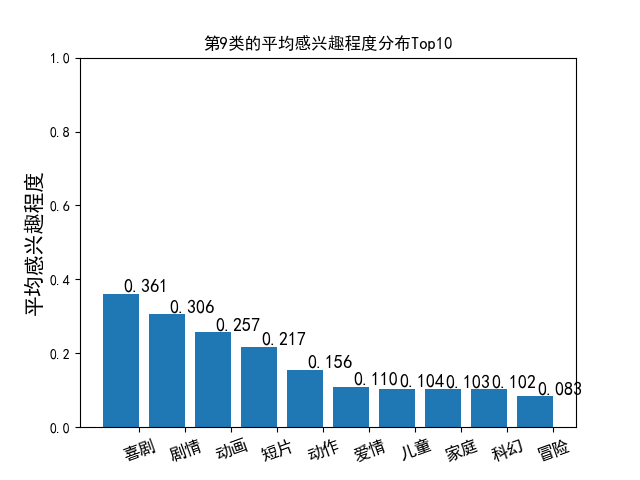 第9类的平均感兴趣程度分布Top10
平均感兴趣程度
1.0
0.8
0.6
0.4
0.2
0.0
0.361
0.306
0.257
0.217
0.156
0.110
0.104
0.103
0.102
0.083
喜剧
剧情
动画
短片
动作
爱情
儿童
家庭
科幻
冒险